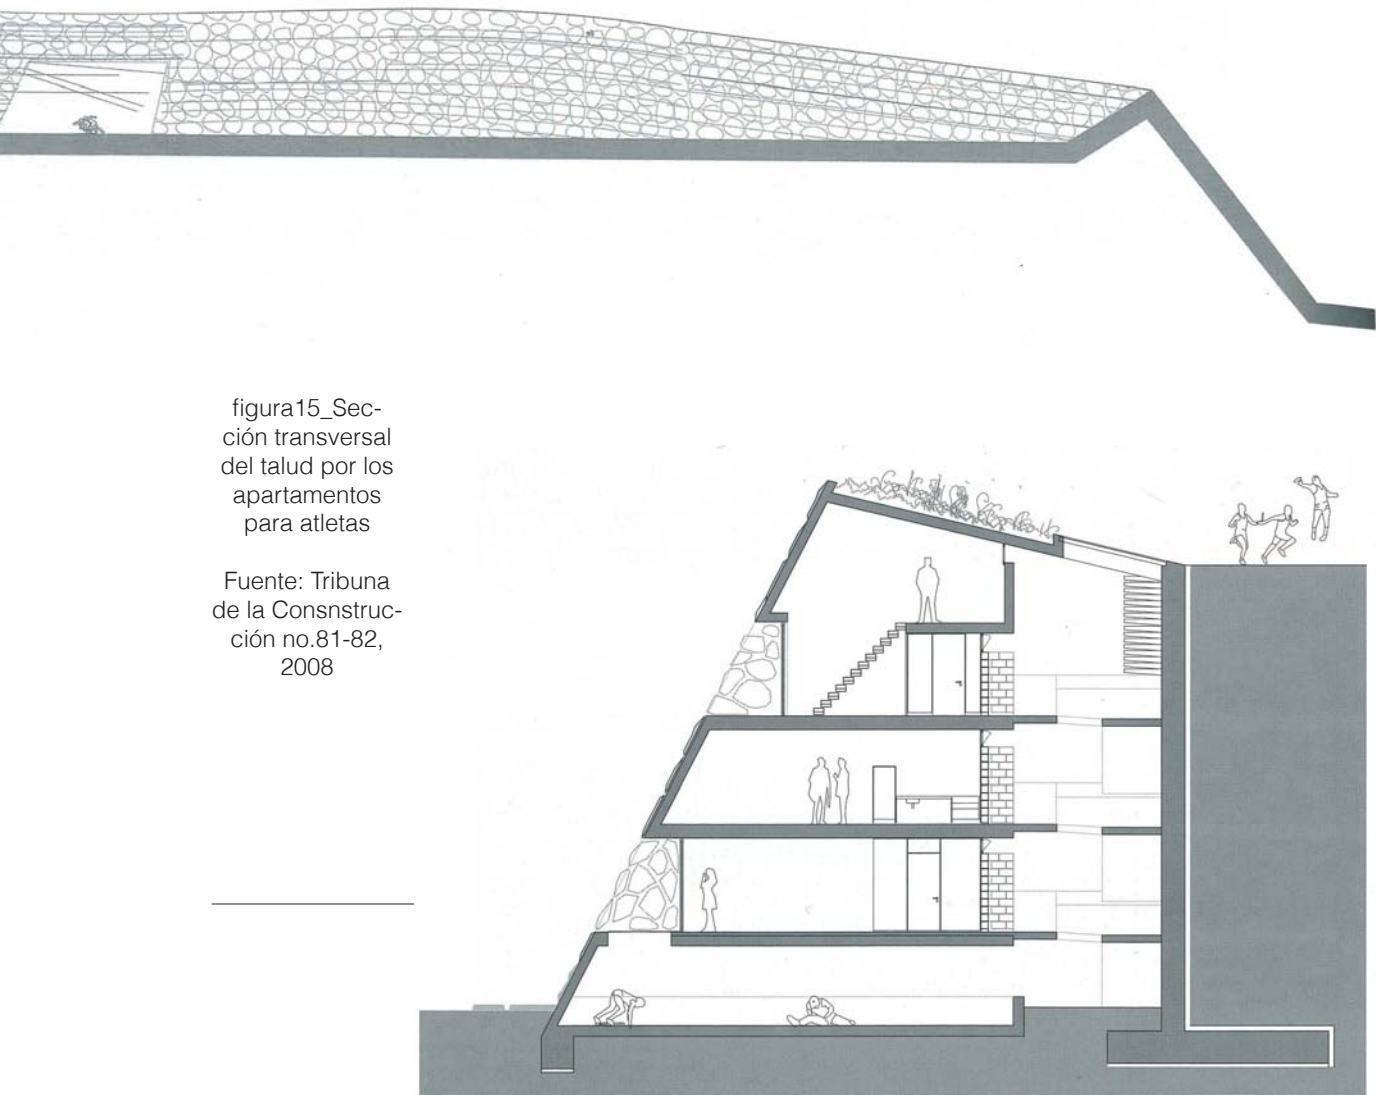 figura15_Sec-
ción transversal
del talud por los
apartamentos
para atletas
Fuente: Tribuna
de la Consnstruc-
ción no.81-82,
2008